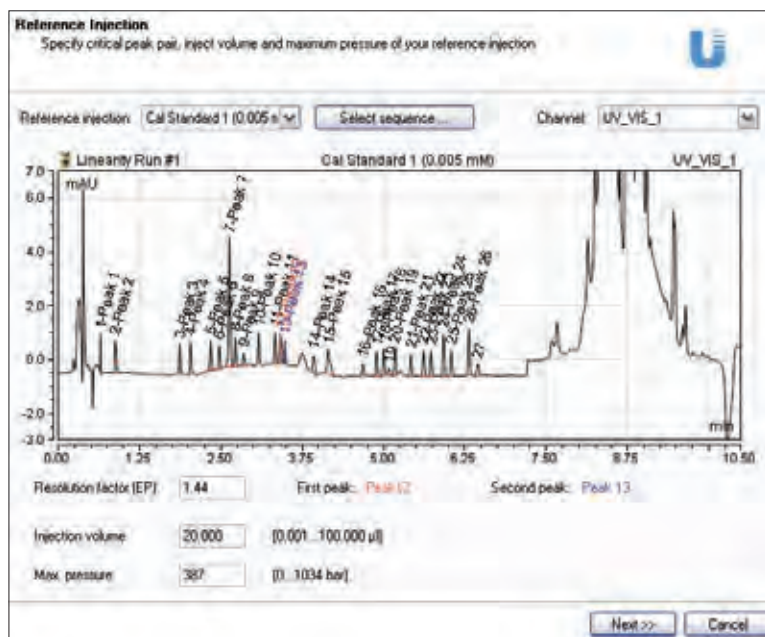 Reference Injection
Specify critical peak pair, inject volume and maximum pressure of your reference injection
Reference injection: Cal Standard 1 (0.005 m Select sequence ... Channel: UV_VIS_1
Linearity Run #1 Cal Standard 1 (0.005 mM) UV_VIS_1
7.0
mAU
6.0
4.0
2.0
0.0
-2.0
-3.0
1-Peak 1
2-Peak 2
3-Peak 3
7-Peak 7
14-Peak 14
15-Peak 15
27
min
0.00 1.25 2.50 3.75 5.00 6.25 7.50 8.75 10.50
Resolution factor (EP): 1.44 First peak: Peak12 Second peak: Peak 13
Injection volume 20.000 [0.001...100.000 µl]
Max. pressure 387 [0...1034 bar]
Next >> Cancel